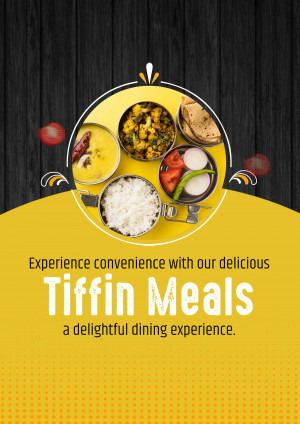 Experience convenience with our delicious
Tiffin Meals
a delightful dining experience.